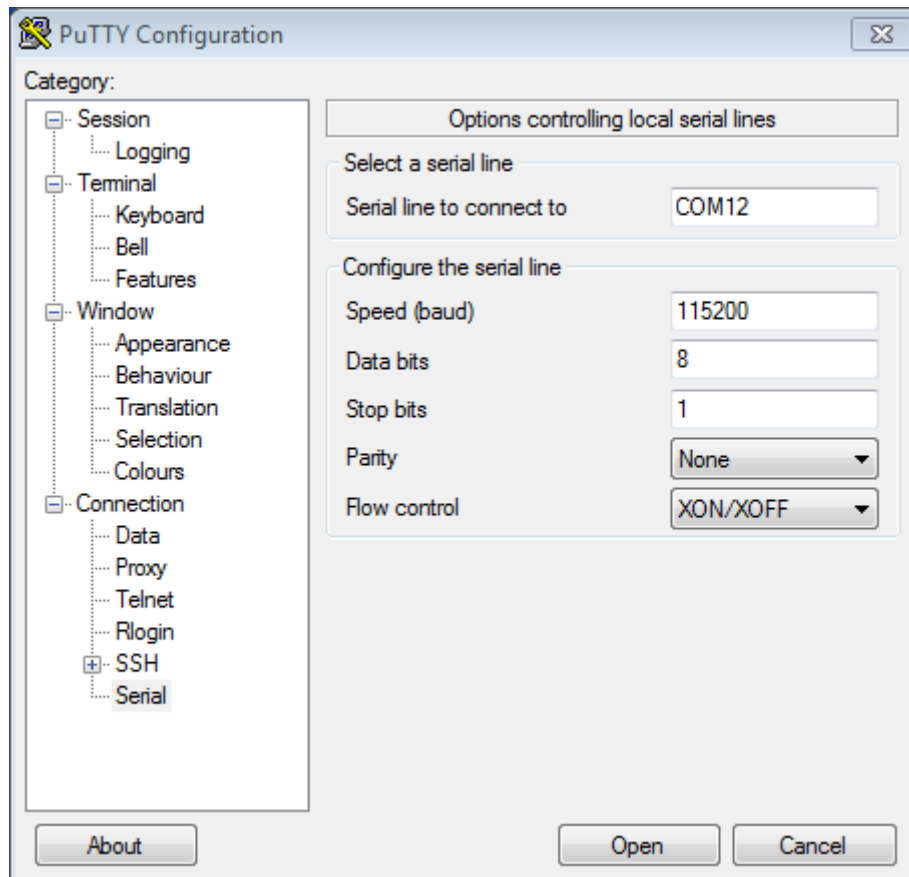 PuTTY Configuration
Category:
Session
Logging
Terminal
Keyboard
Bell
Features
Window
Appearance
Behaviour
Translation
Selection
Colours
Connection
Data
Proxy
Telnet
Rlogin
SSH
Serial
Options controlling local serial lines
Select a serial line
Serial line to connect to COM12
Configure the serial line
Speed (baud) 115200
Data bits 8
Stop bits 1
Parity None
Flow control XON/XOFF
About Open Cancel